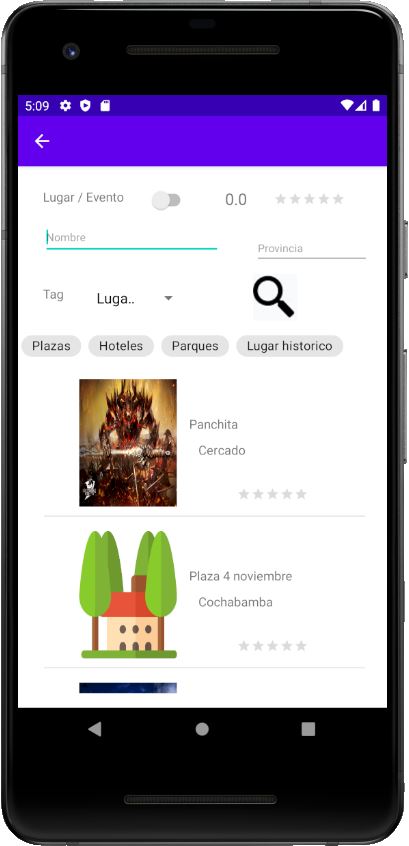 5:09
Lugar / Evento 0.0
Nombre
Provincia
Tag Luga..
Plazas Hoteles Parques Lugar historico
Panchita
Cercado
Plaza 4 noviembre
Cochabamba